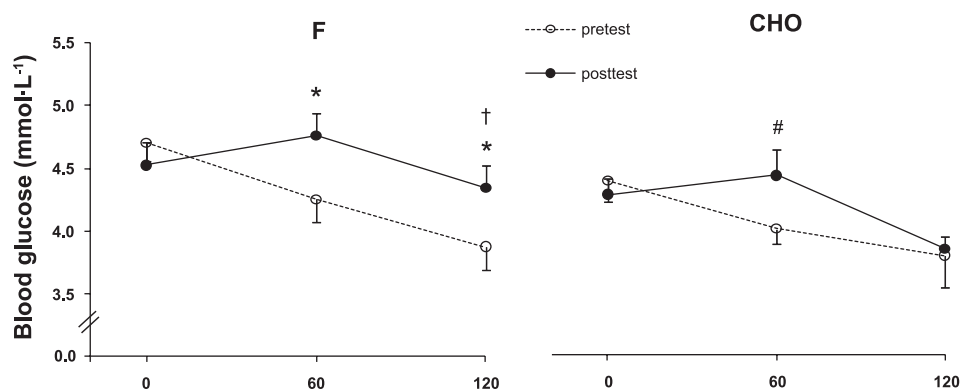 F
CHO
pretest
posttest
Blood glucose (mmol·L⁻¹)
5.5
5.0
4.5
4.0
3.5
0.0
*
†
*
#
0 60 120
0 60 120